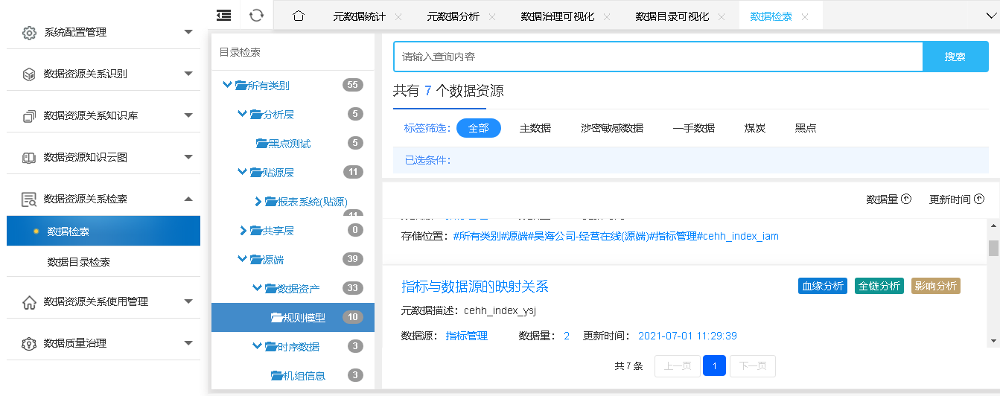 系统配置管理
数据资源关系识别
数据资源关系知识库
数据资源知识云图
数据资源关系检索
数据检索
数据目录检索
数据资源关系使用管理
数据质量治理
元数据统计
元数据分析
数据治理可视化
数据目录可视化
数据检索
目录检索
所有类别 55
分析层 5
黑点测试 5
贴源层 11
报表系统(贴源)
11
共享层 0
源端 39
数据资产 33
规则模型 10
时序数据 3
机组信息 3
请输入查询内容 搜索
共有 7 个数据资源
标签筛选: 全部 主数据 涉密敏感数据 一手数据 煤炭 黑点
已选条件:
数据量 更新时间
存储位置: #所有类别#源端#昊海公司-经营在线(源端)#指标管理#cehh_index_iam
指标与数据源的映射关系 血缘分析 全链分析 影响分析
元数据描述: cehh_index_ysj
数据源: 指标管理 数据量: 2 更新时间: 2021-07-01 11:29:39
共 7 条 上一页 1 下一页